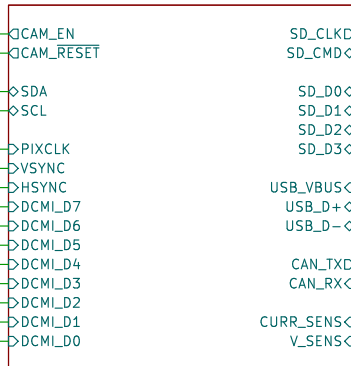 CAM_EN
CAM_RESET
SDA
SCL
PIXCLK
VSYNC
HSYNC
DCMI_D7
DCMI_D6
DCMI_D5
DCMI_D4
DCMI_D3
DCMI_D2
DCMI_D1
DCMI_D0
SD_CLK
SD_CMD
SD_D0
SD_D1
SD_D2
SD_D3
USB_VBUS
USB_D+
USB_D-
CAN_TX
CAN_RX
CURR_SENS
V_SENS